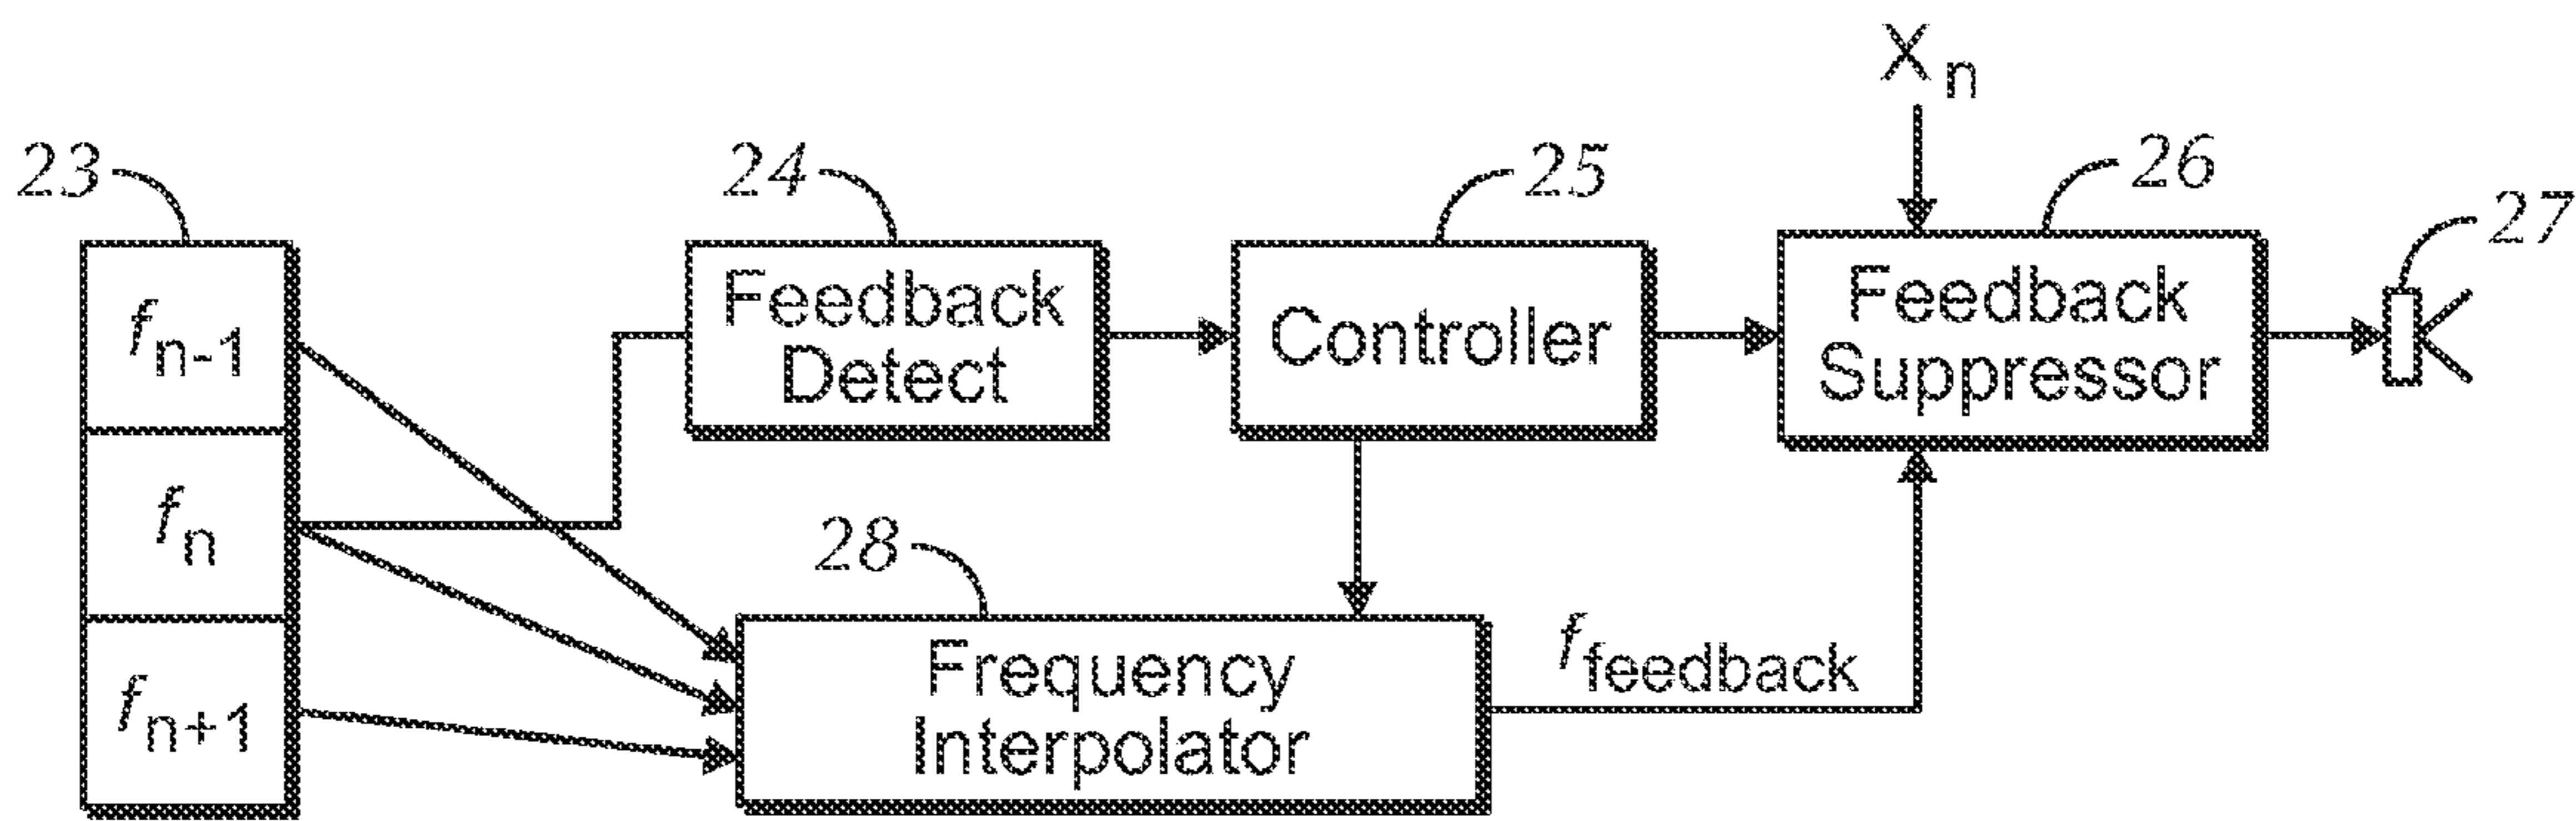 Xn
23
24
25
26
27
fn-1
Feedback
Detect
Controller
Feedback
Suppressor
fn
28
fn+1
Frequency
Interpolator
ffeedback